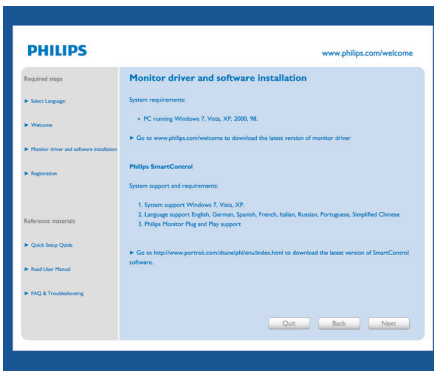 PHILIPS
www.philips.com/welcome
Required steps
Select Language:
Welcome
Monitor driver and software installation
Registration
Reference materials
Quick Setup Quide
Read User Manual
FAQ & Troubleshooting
Monitor driver and software installation
System requirements:
• PC running Windows 7, Vista, XP, 2000, 98.
Go to www.philips.com/welcome to download the latest version of monitor driver
Philips SmartControl
System support and requirements:
1. System support Windows 7, Vista, XP.
2. Language support English, German, Spanish, French, Italian, Russian, Portuguese, Simplified Chinese
3. Philips Monitor Plug and Play support
Go to http://www.portrait.com/dtune/phl/enu/index.html to download the latest version of SmartControl
software.
Quit
Back
Next